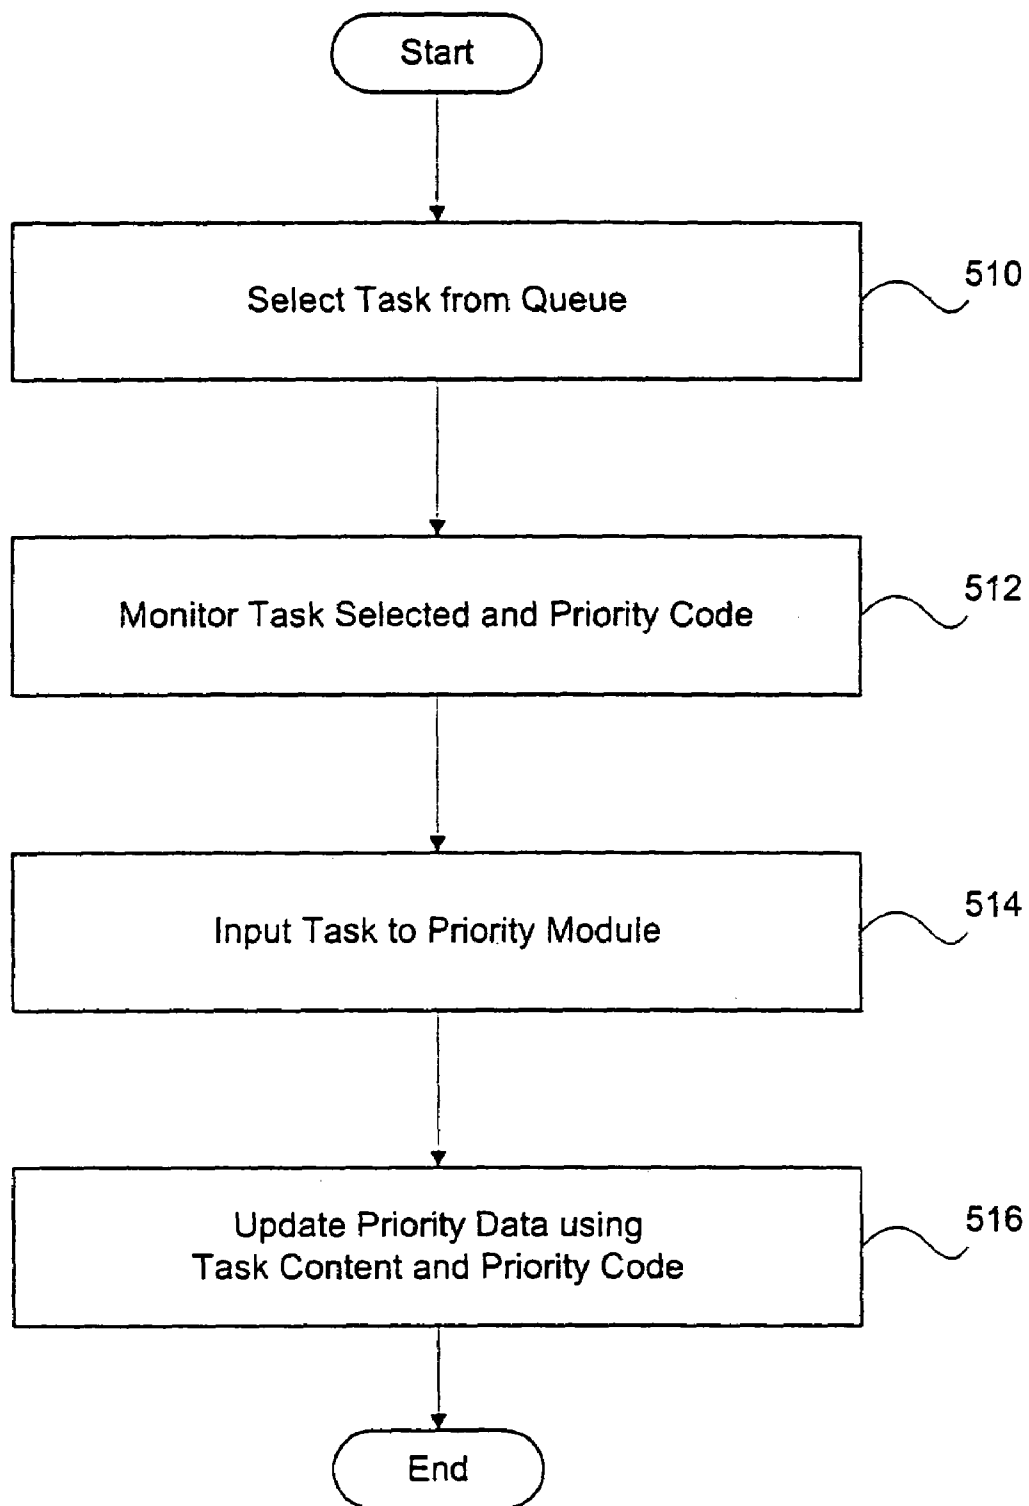 Start
Select Task from Queue
510
Monitor Task Selected and Priority Code
512
Input Task to Priority Module
514
Update Priority Data using
Task Content and Priority Code
516
End